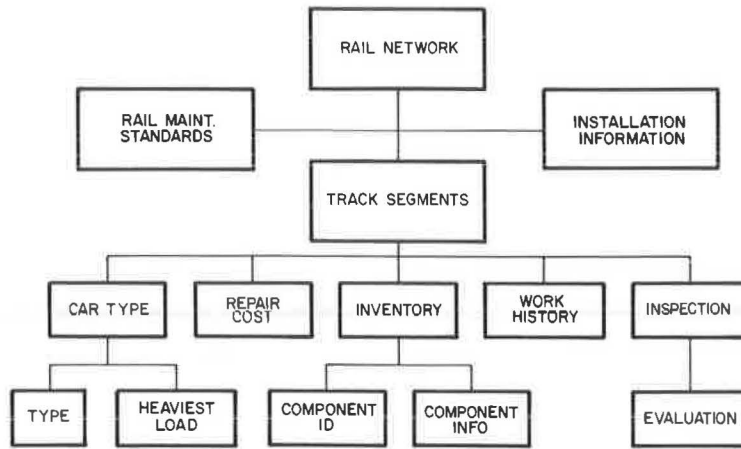 RAIL NETWORK
RAIL MAINT.
STANDARDS
INSTALLATION
INFORMATION
TRACK SEGMENTS
CAR TYPE
REPAIR
COST
INVENTORY
WORK
HISTORY
INSPECTION
TYPE
HEAVIEST
LOAD
COMPONENT
ID
COMPONENT
INFO
EVALUATION